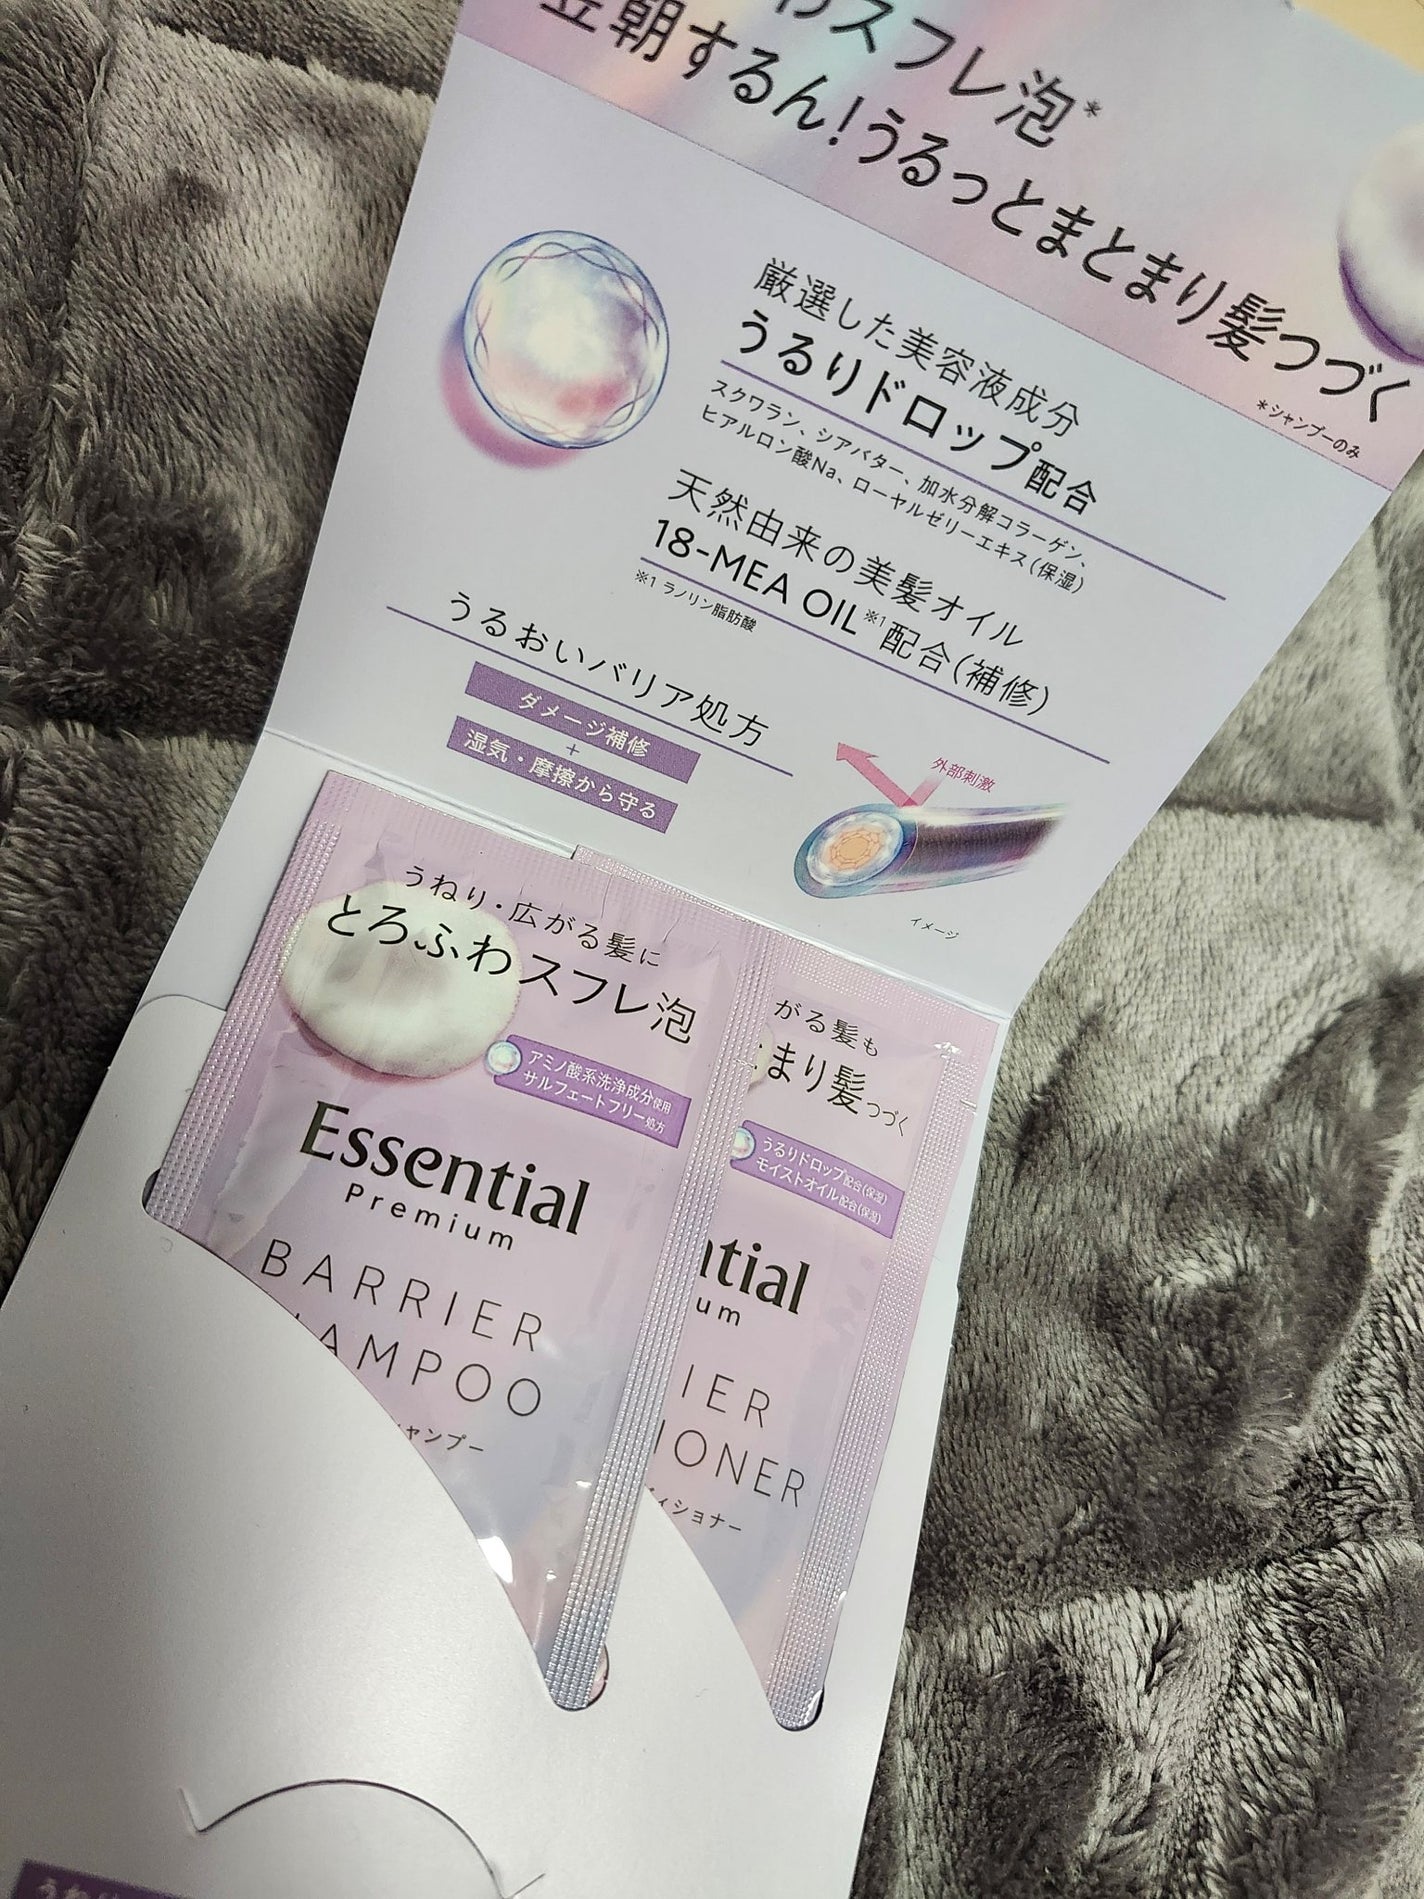 わスフレ泡*
翌朝するん!うるっとまとまり髪つづく
*シャンプーのみ
厳選した美容液成分
うるりドロップ配合
スクワラン、シアバター、加水分解コラーゲン、
ヒアルロン酸Na、ローヤルゼリーエキス(保湿)
天然由来の美髪オイル
18-MEA OIL※1配合(補修)
※1 ラノリン脂肪酸
うるおいバリア処方
ダメージ補修
+
湿気・摩擦から守る
外部刺激
イメージ
うねり・広がる髪に
とろふわスフレ泡
アミノ酸系洗浄成分使用
サルフェートフリー処方
Essential
Premium
BARRIER
AMPOO
ャンプー
がる髪も
まり髪つづく
うるりドロップ配合(保湿)
モイストオイル配合(保湿)
tial
um
IER
IONER
ィショナー